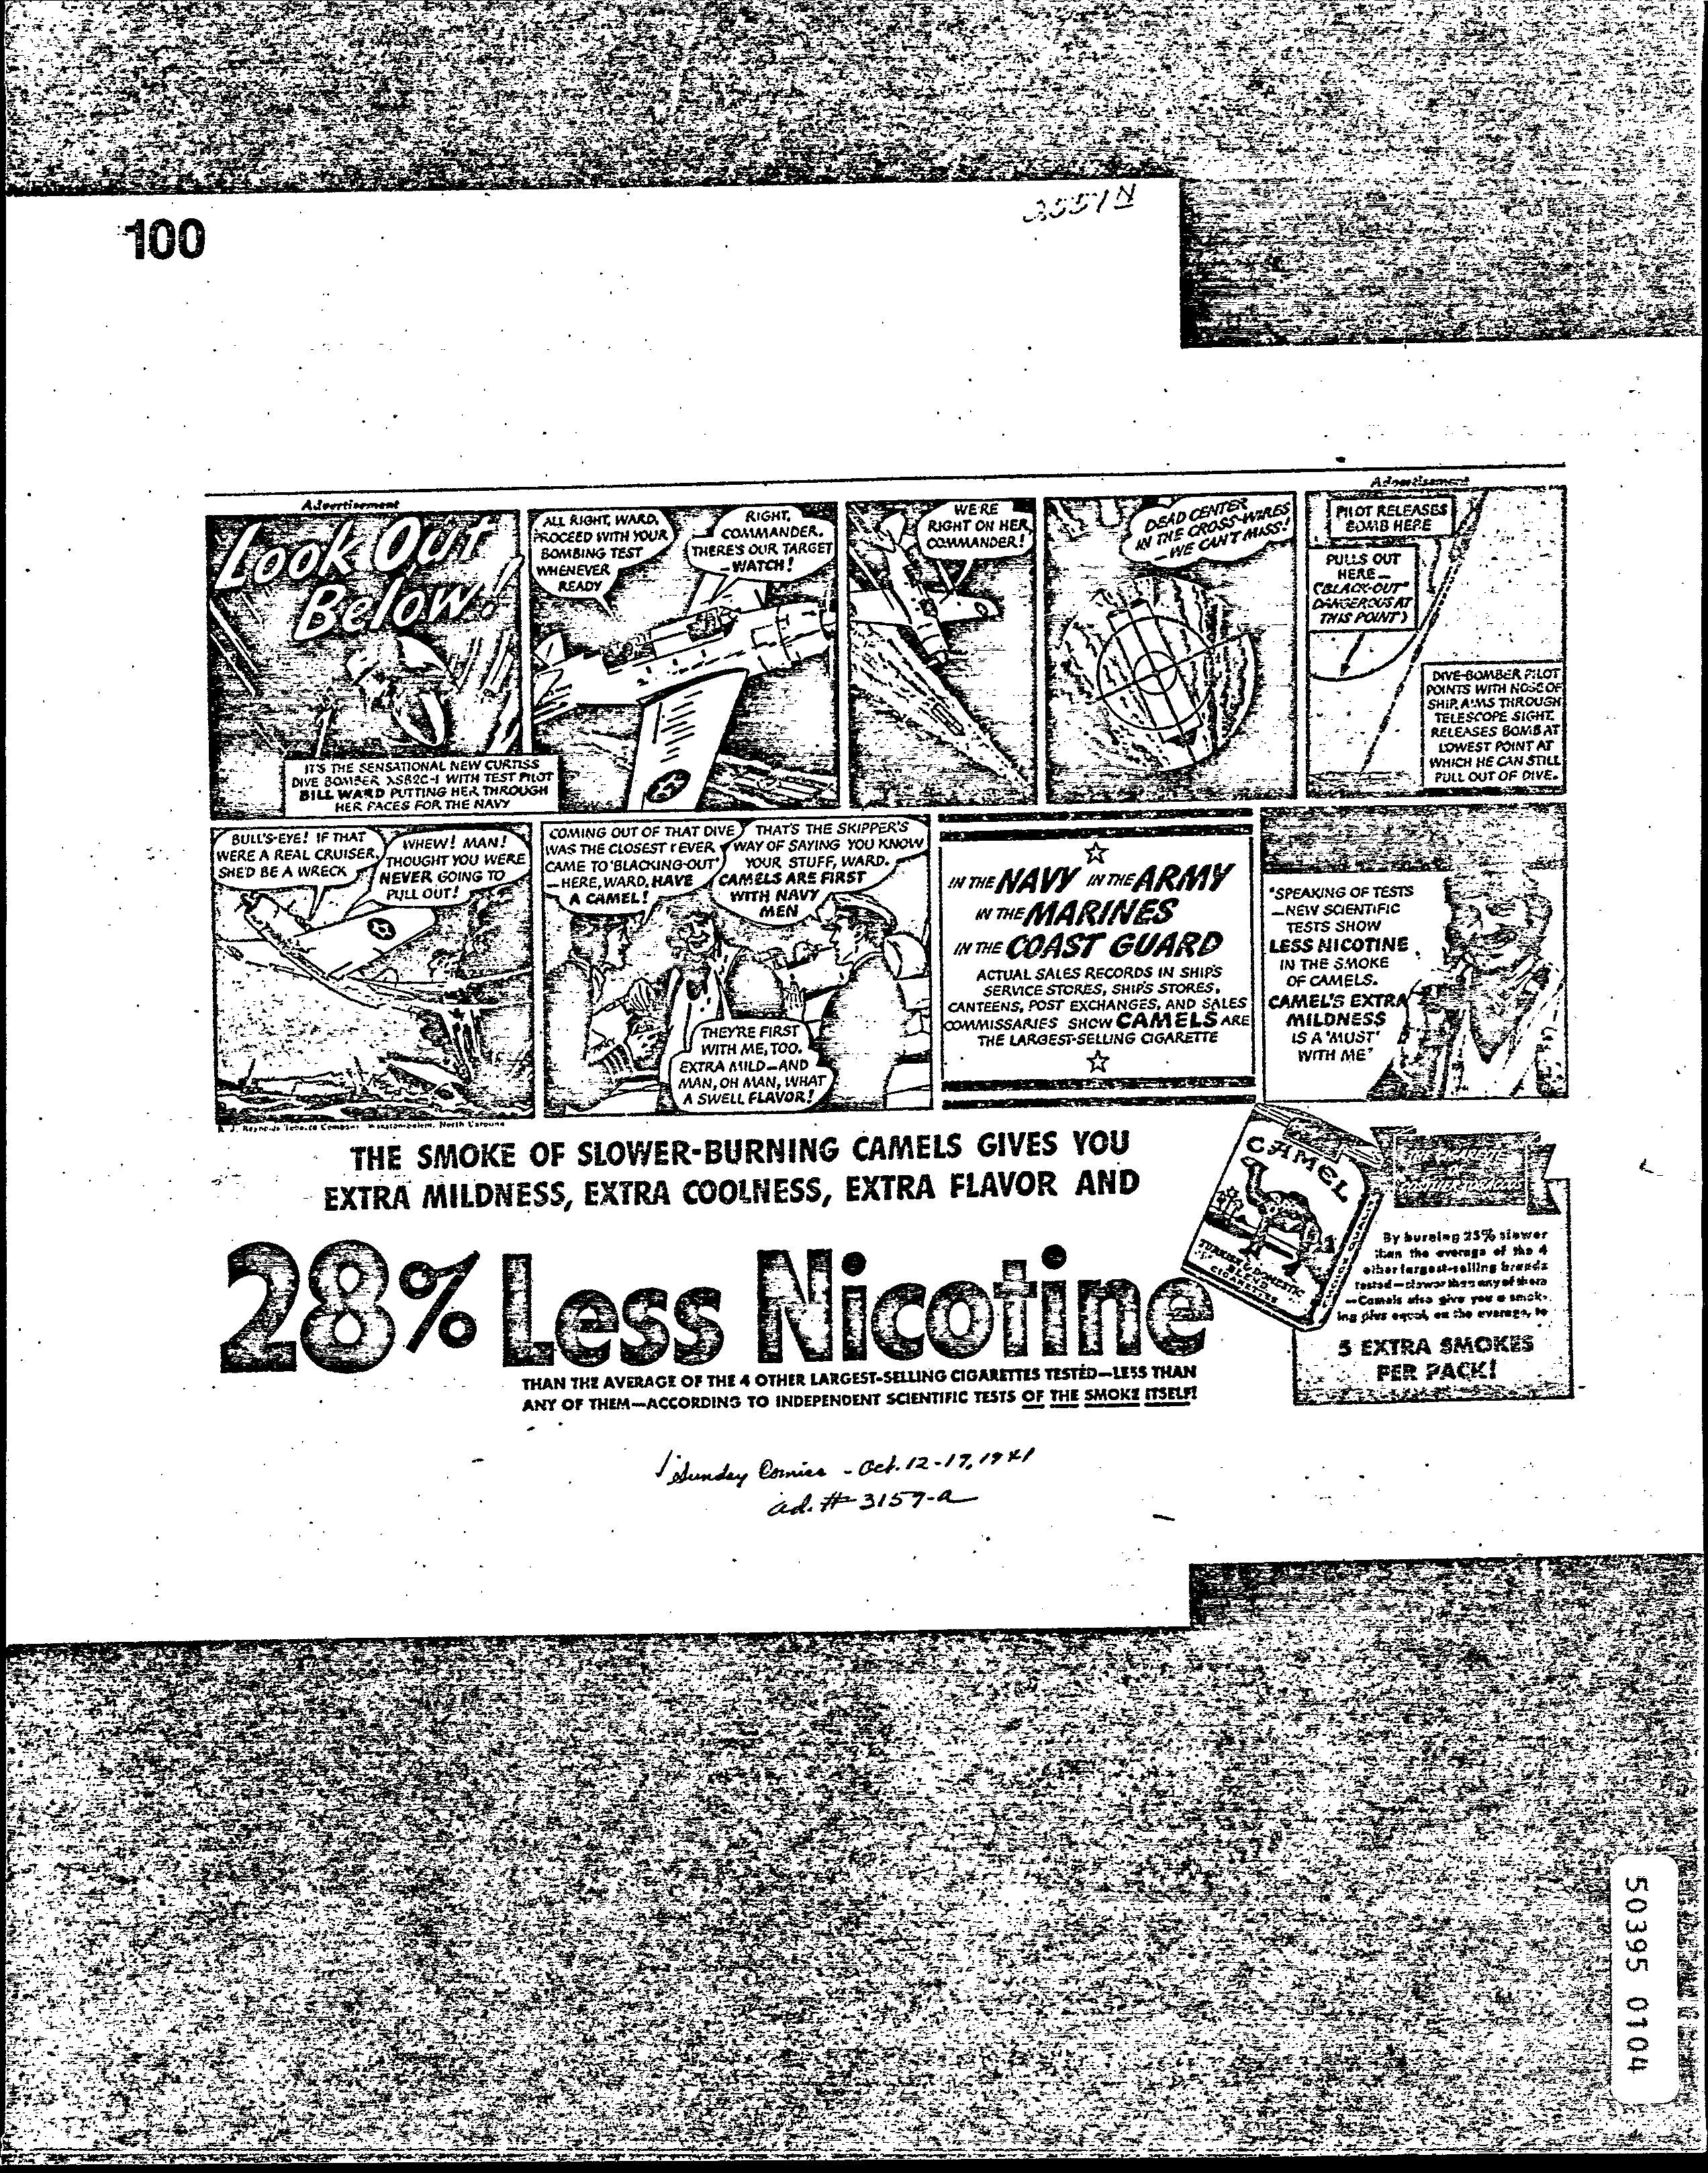 100
Advertisement
Advertisement
Look Out
Below!
IT'S THE SENSATIONAL NEW CURTISS
DIVE BOMBER XSB2C-1 WITH TEST PILOT
BILL WARD PUTTING HER THROUGH
HER PACES FOR THE NAVY
ALL RIGHT, WARD,
PROCEED WITH YOUR
BOMBING TEST
WHENEVER
READY
RIGHT,
COMMANDER.
THERE'S OUR TARGET
—WATCH!
WE'RE
RIGHT ON HER,
COMMANDER!
DEAD CENTER
IN THE CROSS-WIRES
—WE CAN'T MISS!
PILOT RELEASES
BOMB HERE
PULLS OUT
HERE—
("BLACK-OUT"
DANGEROUS AT
THIS POINT)
DIVE-BOMBER PILOT
POINTS WITH NOSE OF
SHIP, AIMS THROUGH
TELESCOPE SIGHT,
RELEASES BOMB AT
LOWEST POINT AT
WHICH HE CAN STILL
PULL OUT OF DIVE.
BULL'S-EYE! IF THAT
WERE A REAL CRUISER,
SHE'D BE A WRECK
WHEW! MAN!
THOUGHT YOU WERE
NEVER GOING TO
PULL OUT!
COMING OUT OF THAT DIVE
WAS THE CLOSEST I EVER
CAME TO 'BLACKING-OUT'
—HERE, WARD, HAVE
A CAMEL!
THAT'S THE SKIPPER'S
WAY OF SAYING YOU KNOW
YOUR STUFF, WARD.
CAMELS ARE FIRST
WITH NAVY
MEN
THEY'RE FIRST
WITH ME, TOO.
EXTRA MILD—AND
MAN, OH MAN, WHAT
A SWELL FLAVOR!
IN THE NAVY IN THE ARMY
IN THE MARINES
IN THE COAST GUARD
ACTUAL SALES RECORDS IN SHIP'S
SERVICE STORES, SHIP'S STORES,
CANTEENS, POST EXCHANGES, AND SALES
COMMISSARIES SHOW CAMELS ARE
THE LARGEST-SELLING CIGARETTE
"SPEAKING OF TESTS
—NEW SCIENTIFIC
TESTS SHOW
LESS NICOTINE
IN THE SMOKE
OF CAMELS.
CAMEL'S EXTRA
MILDNESS
IS A 'MUST'
WITH ME"
R. J. Reynolds Tobacco Company, Winston-Salem, North Carolina
THE SMOKE OF SLOWER-BURNING CAMELS GIVES YOU
EXTRA MILDNESS, EXTRA COOLNESS, EXTRA FLAVOR AND
28% Less Nicotine
THAN THE AVERAGE OF THE 4 OTHER LARGEST-SELLING CIGARETTES TESTED—LESS THAN
ANY OF THEM—ACCORDING TO INDEPENDENT SCIENTIFIC TESTS OF THE SMOKE ITSELF!
CAMEL
TURKISH & DOMESTIC
BLEND
CIGARETTES
By burning 25% slower
than the average of the 4
other largest-selling brands
tested—slower than any of them
—Camels also give you a smok-
ing plus equal, on the average, to
5 EXTRA SMOKES
PER PACK!
Sunday Comics - Oct. 12-17, 1941
ad. # 3159-a
50395 0104